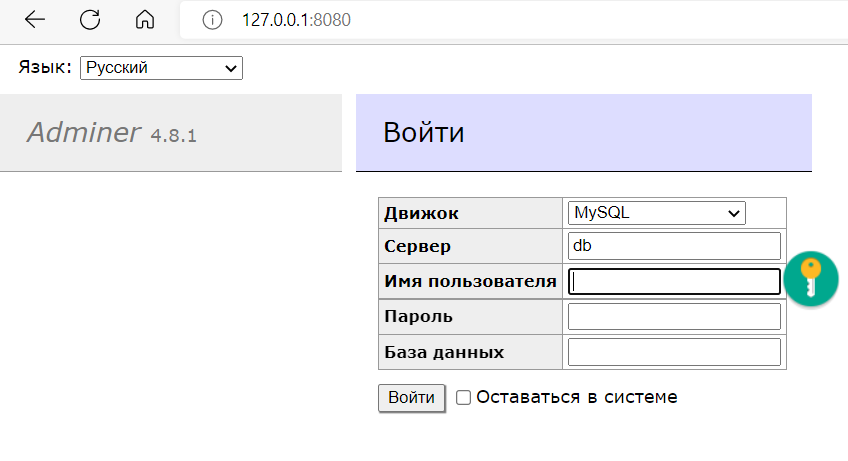 127.0.0.1:8080
Язык: Русский
Adminer 4.8.1
Войти
Движок MySQL
Сервер db
Имя пользователя
Пароль
База данных
Войти Оставаться в системе